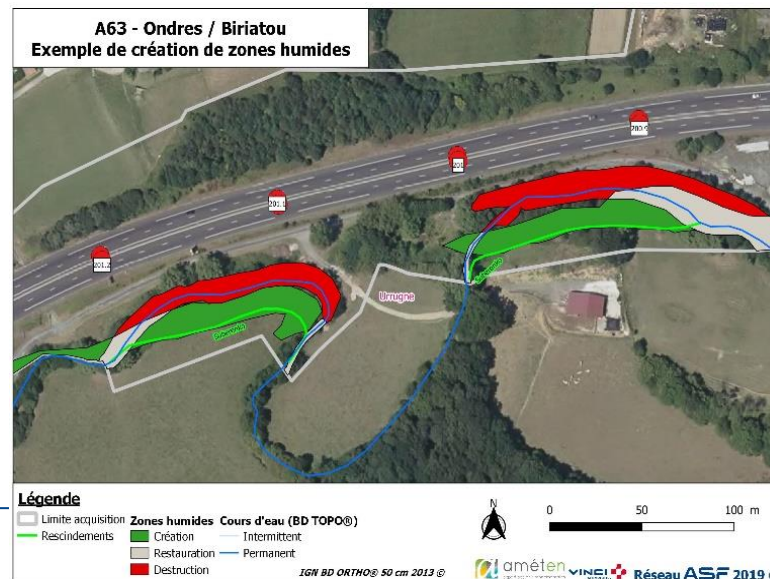 A63 - Ondres / Biriatou
Exemple de création de zones humides
200.9
200
201.1
201.2
Urrugne
Légende
Limite acquisition
Rescindements
Zones humides
Création
Restauration
Destruction
Cours d'eau (BD TOPO®)
Intermittent
Permanent
IGN BD ORTHO® 50 cm 2013 ©
N
0 50 100 m
améten
VINCI
Réseau ASF 2019 ©